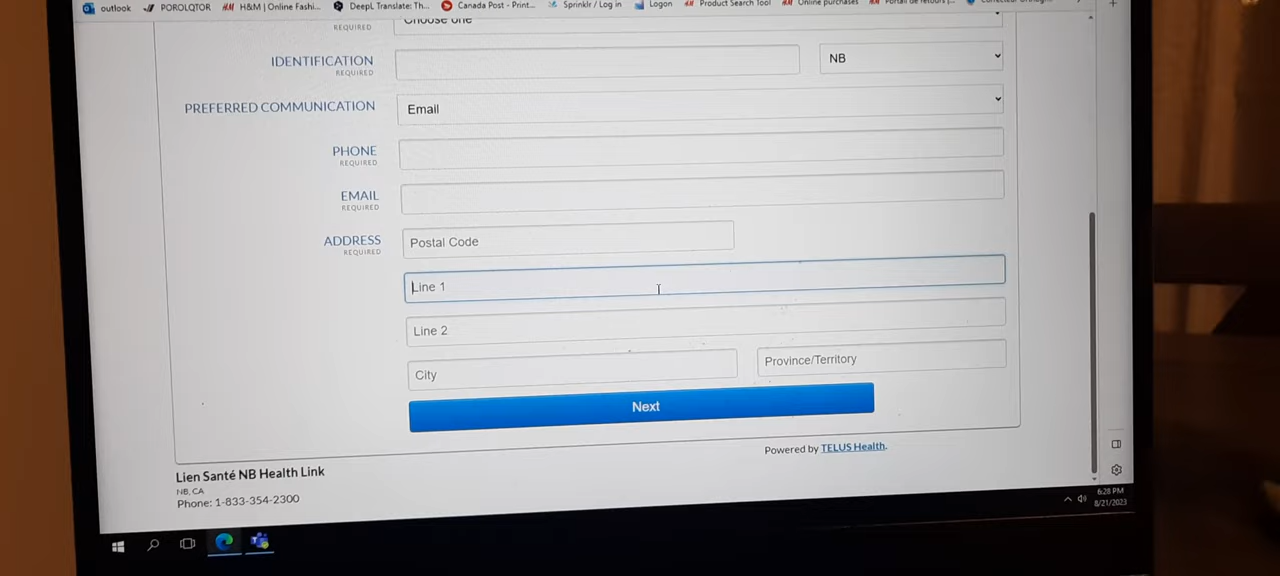 outlook POROLQTOR H&M | Online Fashi... DeepL Translate: Th... Canada Post - Print... Sprinklr / Log in Logon Product Search Tool Online purchases
Choose one
REQUIRED
IDENTIFICATION NB
REQUIRED
PREFERRED COMMUNICATION Email
PHONE
REQUIRED
EMAIL
REQUIRED
ADDRESS Postal Code
REQUIRED
Line 1
Line 2
City Province/Territory
Next
Powered by TELUS Health.
Lien Santé NB Health Link
NB, CA
Phone: 1-833-354-2300
6:28 PM
8/21/2023